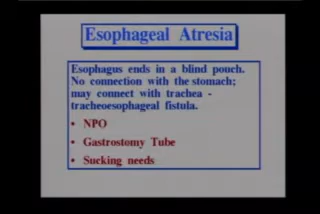 Esophageal Atresia
Esophagus ends in a blind pouch.
No connection with the stomach;
may connect with trachea -
tracheoesophageal fistula.
• NPO
• Gastrostomy Tube
• Sucking needs